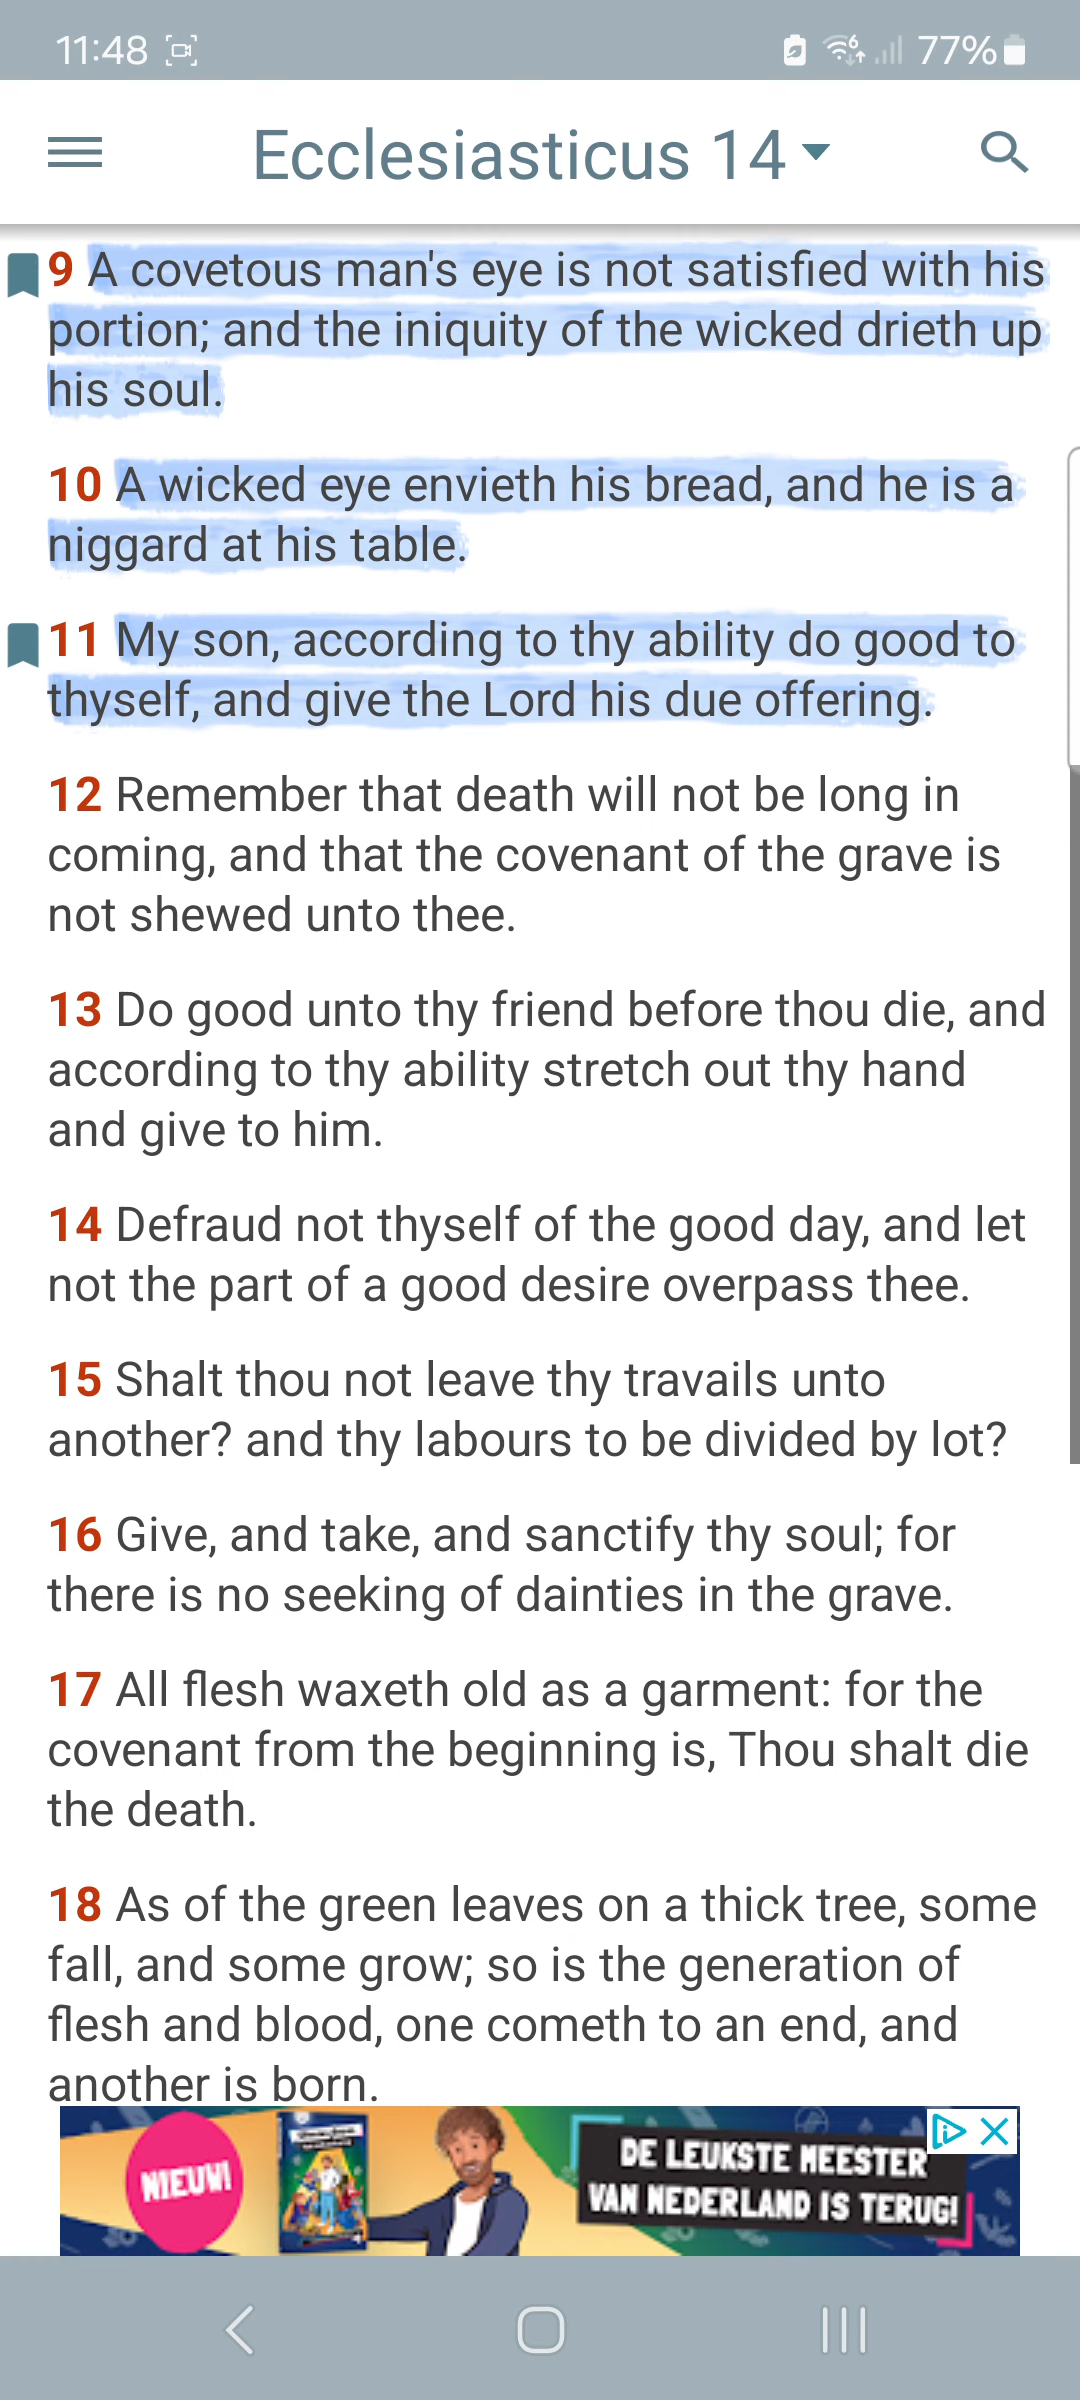 11:48
6
77%
Ecclesiasticus 14
9 A covetous man's eye is not satisfied with his
portion; and the iniquity of the wicked drieth up
his soul.
10 A wicked eye envieth his bread, and he is a
niggard at his table.
11 My son, according to thy ability do good to
thyself, and give the Lord his due offering.
12 Remember that death will not be long in
coming, and that the covenant of the grave is
not shewed unto thee.
13 Do good unto thy friend before thou die, and
according to thy ability stretch out thy hand
and give to him.
14 Defraud not thyself of the good day, and let
not the part of a good desire overpass thee.
15 Shalt thou not leave thy travails unto
another? and thy labours to be divided by lot?
16 Give, and take, and sanctify thy soul; for
there is no seeking of dainties in the grave.
17 All flesh waxeth old as a garment: for the
covenant from the beginning is, Thou shalt die
the death.
18 As of the green leaves on a thick tree, some
fall, and some grow; so is the generation of
flesh and blood, one cometh to an end, and
another is born.
NIEUW!
DE LEUKSTE MEESTER
VAN NEDERLAND IS TERUG!